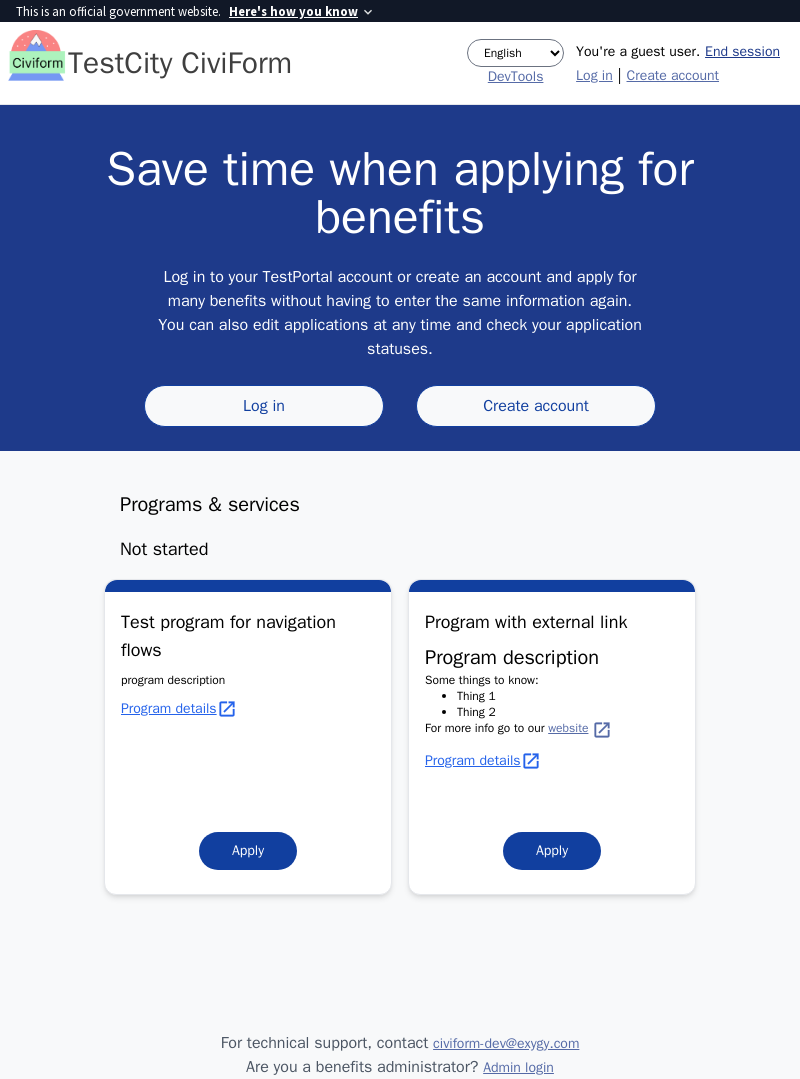 This is an official government website. Here's how you know
Civiform
TestCity CiviForm
English
You're a guest user. End session
DevTools
Log in | Create account
Save time when applying for
benefits
Log in to your TestPortal account or create an account and apply for
many benefits without having to enter the same information again.
You can also edit applications at any time and check your application
statuses.
Log in
Create account
Programs & services
Not started
Test program for navigation
flows
program description
Program details
Apply
Program with external link
Program description
Some things to know:
• Thing 1
• Thing 2
For more info go to our website
Program details
Apply
For technical support, contact civiform-dev@exygy.com
Are you a benefits administrator? Admin login